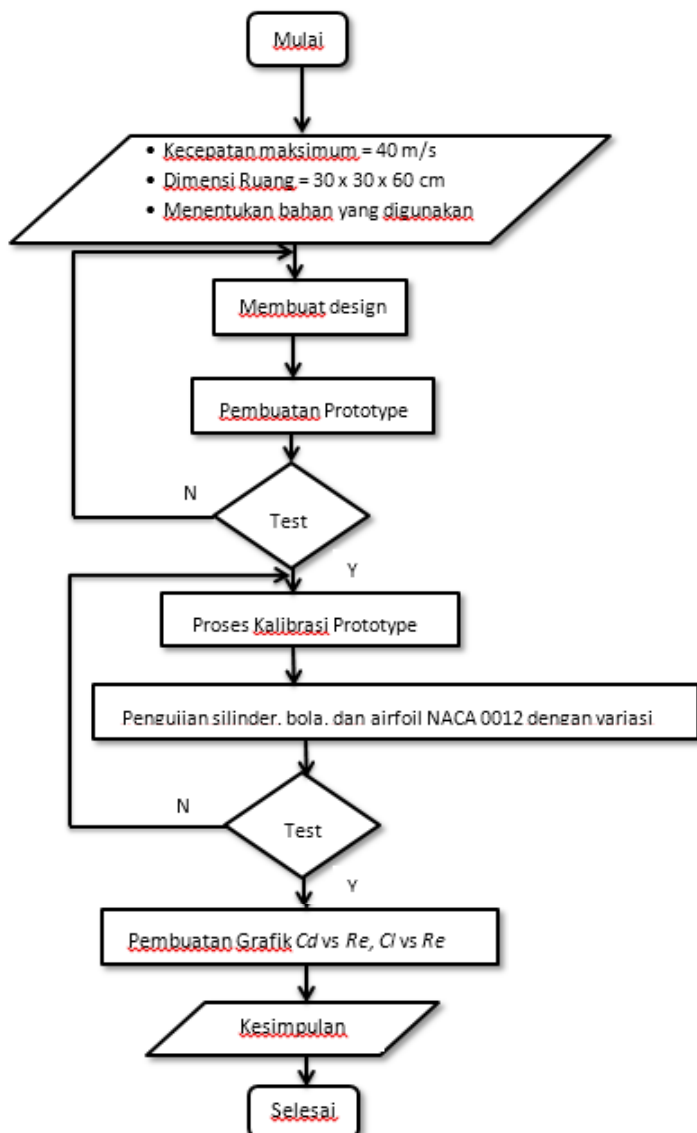 Mulai
• Kecepatan maksimum = 40 m/s
• Dimensi Ruang = 30 x 30 x 60 cm
• Menentukan bahan yang digunakan
Membuat design
Pembuatan Prototype
N
Test
Y
Proses Kalibrasi Prototype
Pengujian silinder, bola, dan airfoil NACA 0012 dengan variasi
N
Test
Y
Pembuatan Grafik Cd vs Re, Cl vs Re
Kesimpulan
Selesai